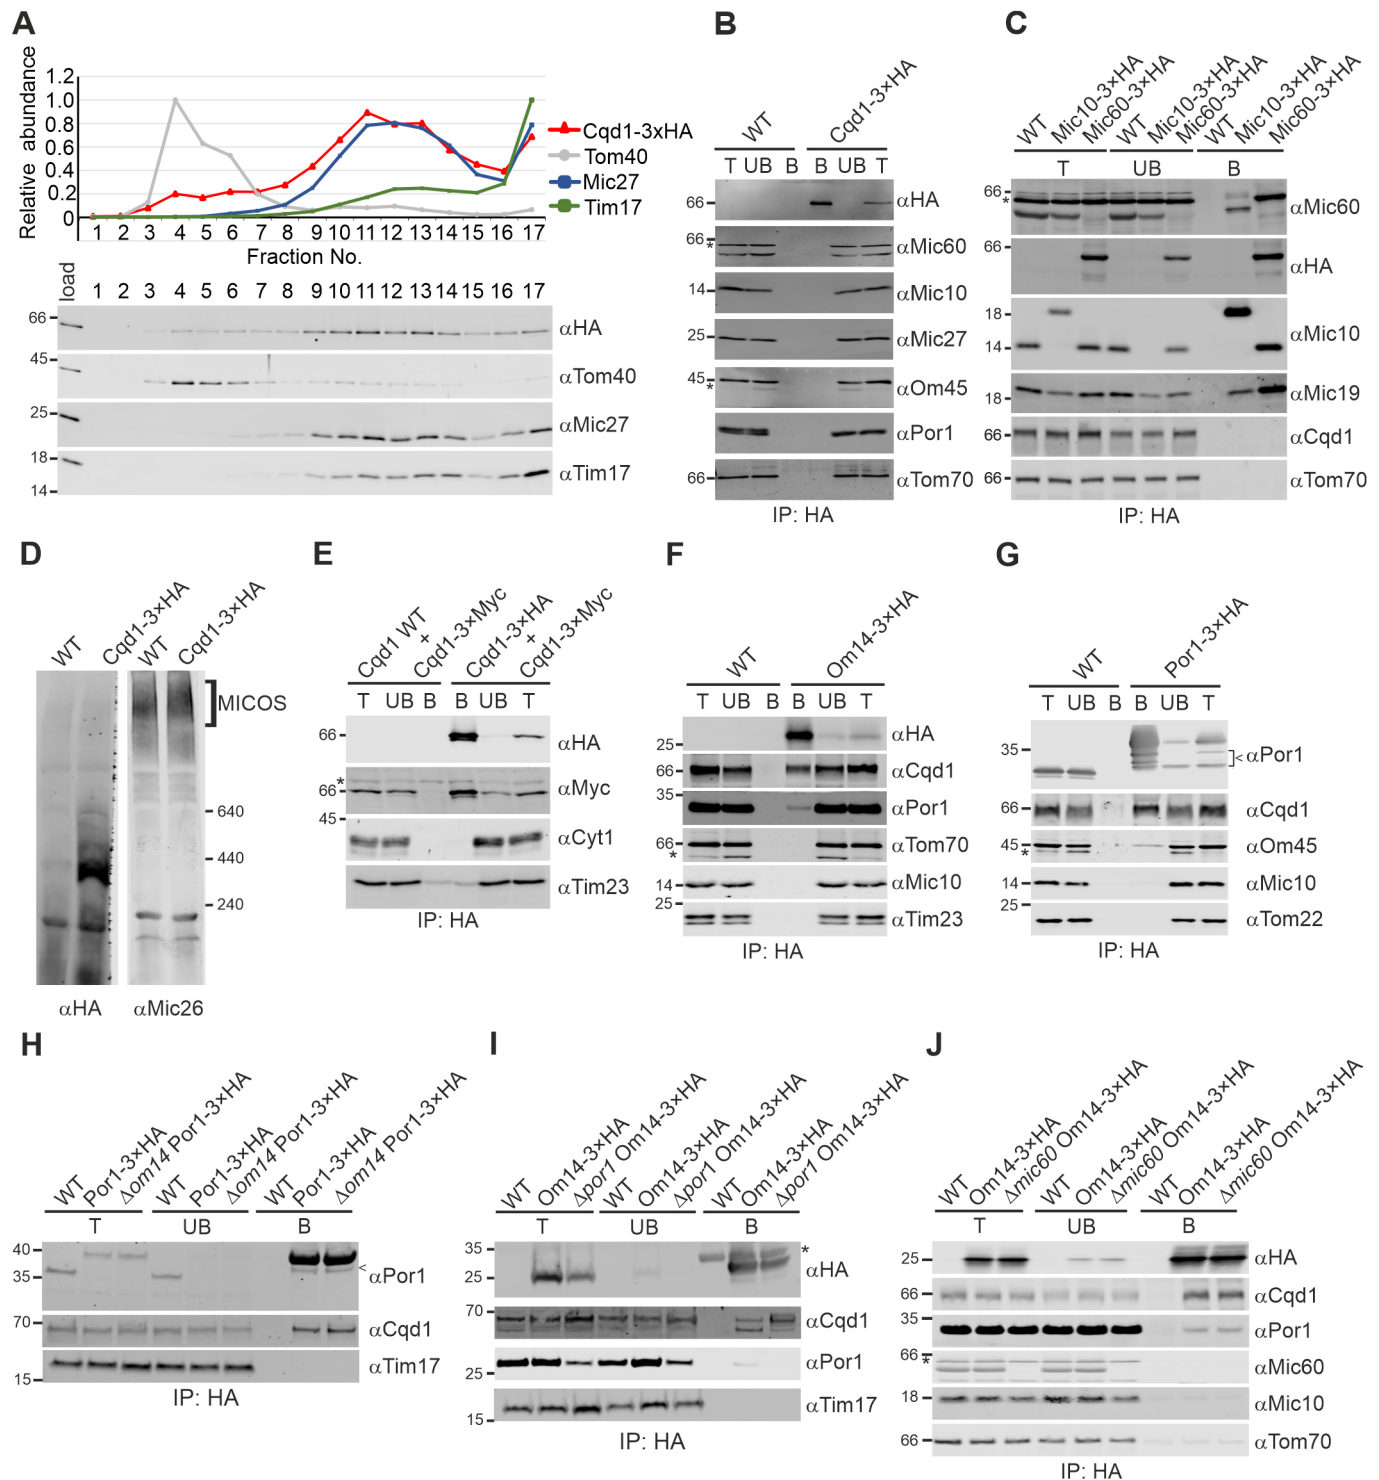 A
Relative abundance
1.2
1.0
0.8
0.6
0.4
0.2
0
1 2 3 4 5 6 7 8 9 10 11 12 13 14 15 16 17
Fraction No.
Cqd1-3xHA
Tom40
Mic27
Tim17
load 1 2 3 4 5 6 7 8 9 10 11 12 13 14 15 16 17
66 αHA
45 αTom40
25 αMic27
18 αTim17
14
B
WT Cqd1-3×HA
T UB B B UB T
66 αHA
66 * αMic60
14 αMic10
25 αMic27
45 * αOm45
αPor1
66 αTom70
IP: HA
C
WT Mic10-3×HA Mic60-3×HA WT Mic10-3×HA Mic60-3×HA WT Mic10-3×HA Mic60-3×HA
T UB B
66 * αMic60
66 αHA
18 αMic10
14
18 αMic19
66 αCqd1
66 αTom70
IP: HA
D
WT Cqd1-3×HA WT Cqd1-3×HA
MICOS
640
440
240
αHA αMic26
E
Cqd1 WT + Cqd1-3×Myc Cqd1-3×HA + Cqd1-3×Myc
T UB B B UB T
66 αHA
* 66 αMyc
45 αCyt1
αTim23
IP: HA
F
WT Om14-3×HA
T UB B B UB T
25 αHA
66 αCqd1
35 αPor1
66 * αTom70
14 αMic10
25 αTim23
IP: HA
G
WT Por1-3×HA
T UB B B UB T
35 < αPor1
66 αCqd1
45 * αOm45
14 αMic10
25 αTom22
IP: HA
H
WT Por1-3×HA Δom14 Por1-3×HA WT Por1-3×HA Δom14 Por1-3×HA WT Por1-3×HA Δom14 Por1-3×HA
T UB B
40 < αPor1
35
70 αCqd1
15 αTim17
IP: HA
I
WT Om14-3×HA Δpor1 Om14-3×HA WT Om14-3×HA Δpor1 Om14-3×HA WT Om14-3×HA Δpor1 Om14-3×HA
T UB B
35 *
25 αHA
70 αCqd1
25 αPor1
15 αTim17
IP: HA
J
WT Om14-3×HA Δmic60 Om14-3×HA WT Om14-3×HA Δmic60 Om14-3×HA WT Om14-3×HA Δmic60 Om14-3×HA
T UB B
25 αHA
66 αCqd1
35 αPor1
66 * αMic60
18 αMic10
66 αTom70
IP: HA